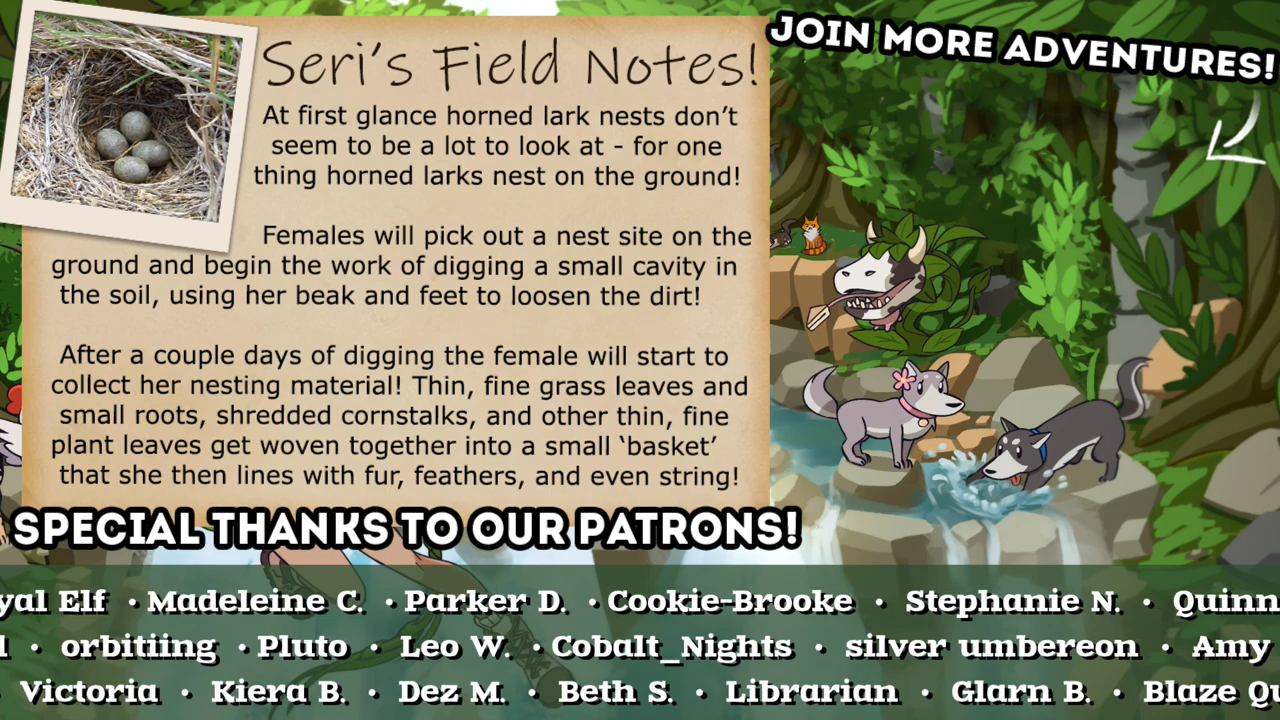 Seri's Field Notes!
JOIN MORE ADVENTURES!
At first glance horned lark nests don't
seem to be a lot to look at - for one
thing horned larks nest on the ground!
Females will pick out a nest site on the
ground and begin the work of digging a small cavity in
the soil, using her beak and feet to loosen the dirt!
After a couple days of digging the female will start to
collect her nesting material! Thin, fine grass leaves and
small roots, shredded cornstalks, and other thin, fine
plant leaves get woven together into a small ‘basket’
that she then lines with fur, feathers, and even string!
SPECIAL THANKS TO OUR PATRONS!
yal Elf • Madeleine C. • Parker D. • Cookie-Brooke • Stephanie N. • Quinn
• orbitiing • Pluto • Leo W. • Cobalt_Nights • silver umbereon • Amy
• Victoria • Kiera B. • Dez M. • Beth S. • Librarian • Glarn B. • Blaze Qu